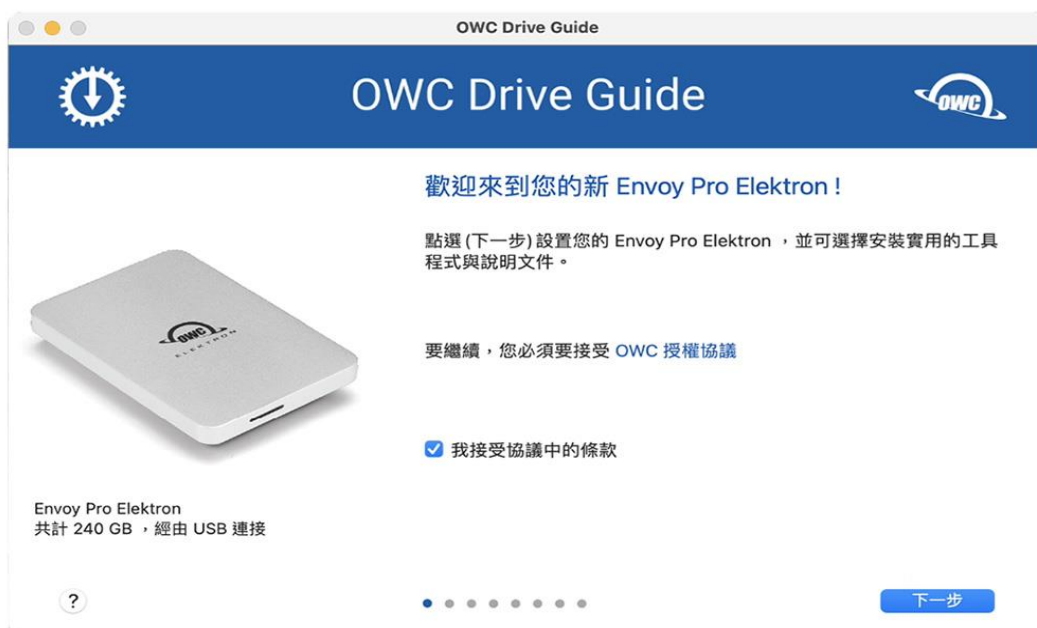 OWC Drive Guide
OWC Drive Guide
OWC
歡迎來到您的新 Envoy Pro Elektron！
點選 (下一步) 設置您的 Envoy Pro Elektron ，並可選擇安裝實用的工具
程式與說明文件。
要繼續，您必須要接受 OWC 授權協議
我接受協議中的條款
OWC
ELEKTRON
Envoy Pro Elektron
共計 240 GB ，經由 USB 連接
?
下一步